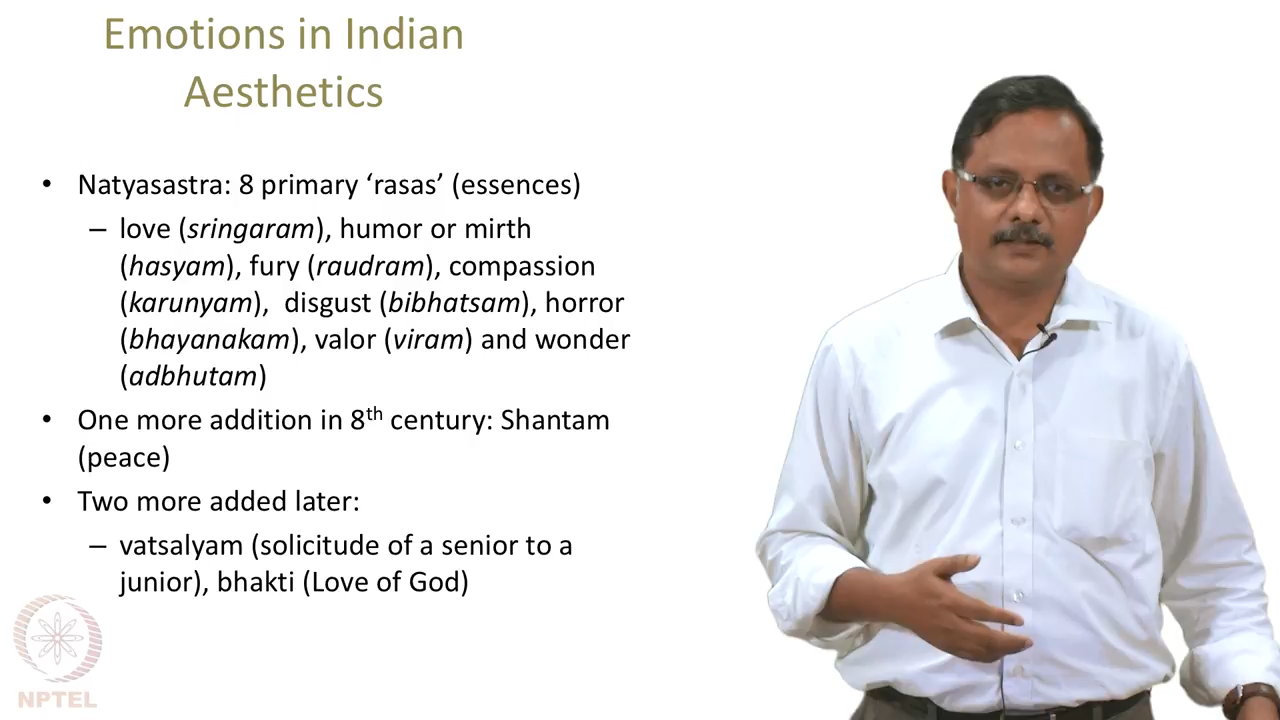 Emotions in Indian
Aesthetics
• Natyasastra: 8 primary ‘rasas’ (essences)
– love (sringaram), humor or mirth
(hasyam), fury (raudram), compassion
(karunyam),  disgust (bibhatsam), horror
(bhayanakam), valor (viram) and wonder
(adbhutam)
• One more addition in 8th century: Shantam
(peace)
• Two more added later:
– vatsalyam (solicitude of a senior to a
junior), bhakti (Love of God)
NPTEL